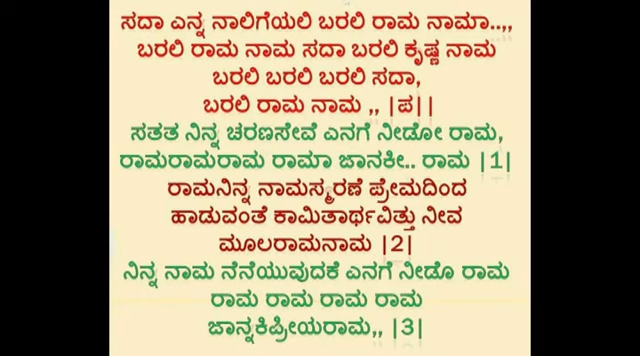 ಸದಾ ಎನ್ನ ನಾಲಿಗೆಯಲಿ ಬರಲಿ ರಾಮ ನಾಮಾ..,,
ಬರಲಿ ರಾಮ ನಾಮ ಸದಾ ಬರಲಿ ಕೃಷ್ಣ ನಾಮ
ಬರಲಿ ಬರಲಿ ಬರಲಿ ಸದಾ,
ಬರಲಿ ರಾಮ ನಾಮ ,, |ಪ||
ಸತತ ನಿನ್ನ ಚರಣಸೇವೆ ಎನಗೆ ನೀಡೋ ರಾಮ,
ರಾಮರಾಮರಾಮ ರಾಮಾ ಜಾನಕೀ.. ರಾಮ |1|
ರಾಮನಿನ್ನ ನಾಮಸ್ಮರಣೆ ಪ್ರೇಮದಿಂದ
ಹಾಡುವಂತೆ ಕಾಮಿತಾರ್ಥವಿತ್ತು ನೀವ
ಮೂಲರಾಮನಾಮ |2|
ನಿನ್ನ ನಾಮ ನೆನೆಯುವುದಕೆ ಎನಗೆ ನೀಡೊ ರಾಮ
ರಾಮ ರಾಮ ರಾಮ ರಾಮ
ಜಾನ್ನಕಿಪ್ರೀಯರಾಮ,, |3|